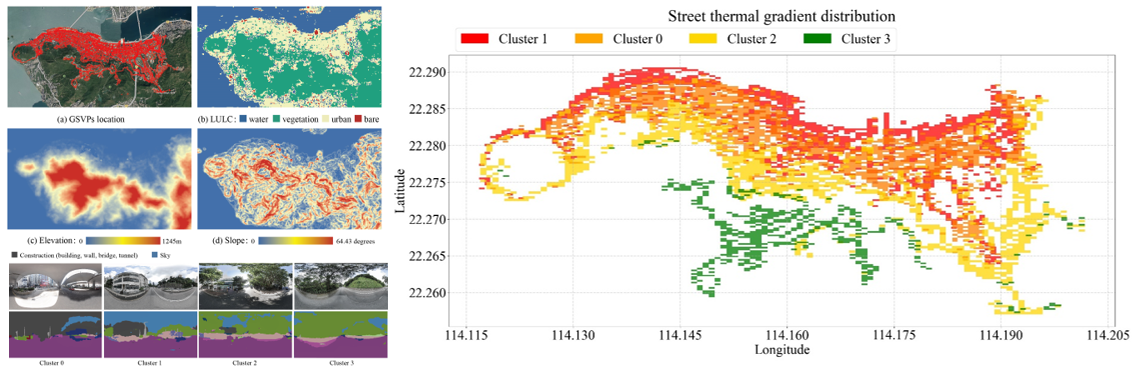 (a) GSVPs location
(b) LULC: water vegetation urban bare
(c) Elevation: 0 1245m
(d) Slope: 0 64.43 degrees
Construction (building, wall, bridge, tunnel) Sky
Cluster 0 Cluster 1 Cluster 2 Cluster 3
Street thermal gradient distribution
Cluster 1 Cluster 0 Cluster 2 Cluster 3
Latitude
22.290
22.285
22.280
22.275
22.270
22.265
22.260
114.115 114.130 114.145 114.160 114.175 114.190 114.205
Longitude